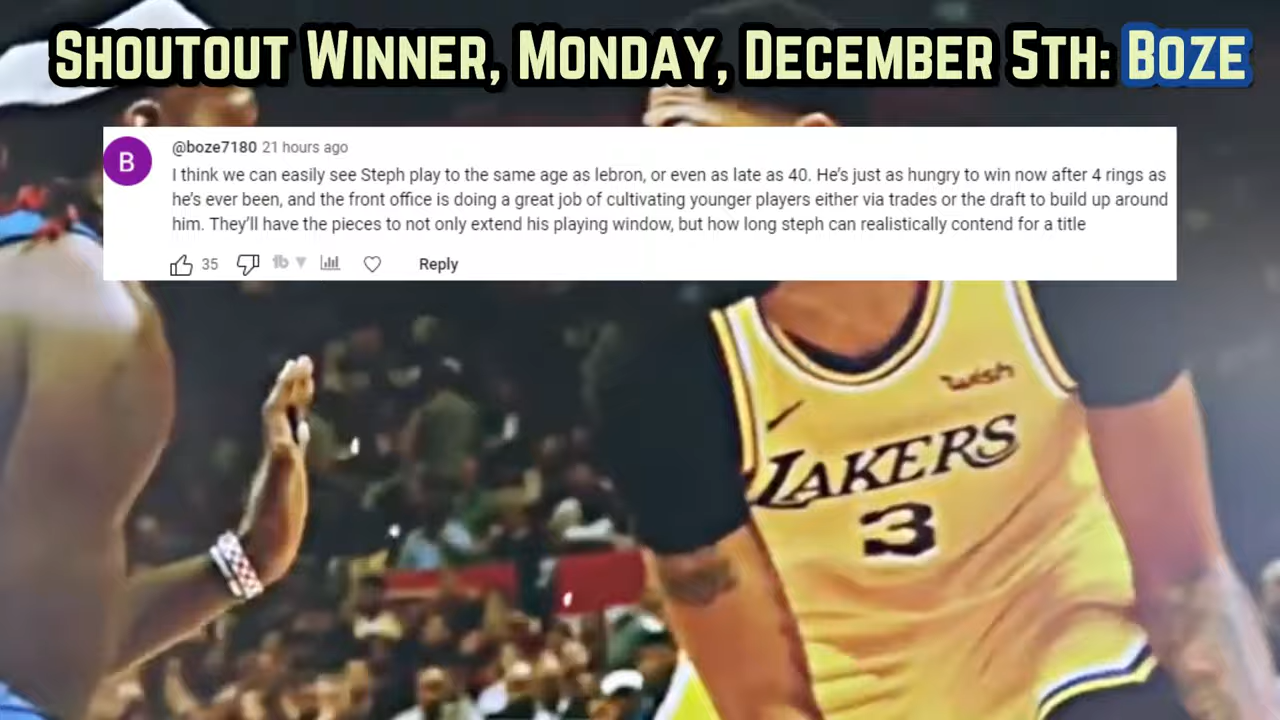 SHOUTOUT WINNER, MONDAY, DECEMBER 5TH: BOZE
B
@boze7180 21 hours ago
I think we can easily see Steph play to the same age as lebron, or even as late as 40. He's just as hungry to win now after 4 rings as
he's ever been, and the front office is doing a great job of cultivating younger players either via trades or the draft to build up around
him. They'll have the pieces to not only extend his playing window, but how long steph can realistically contend for a title
35
tb
Reply
wish
LAKERS
3